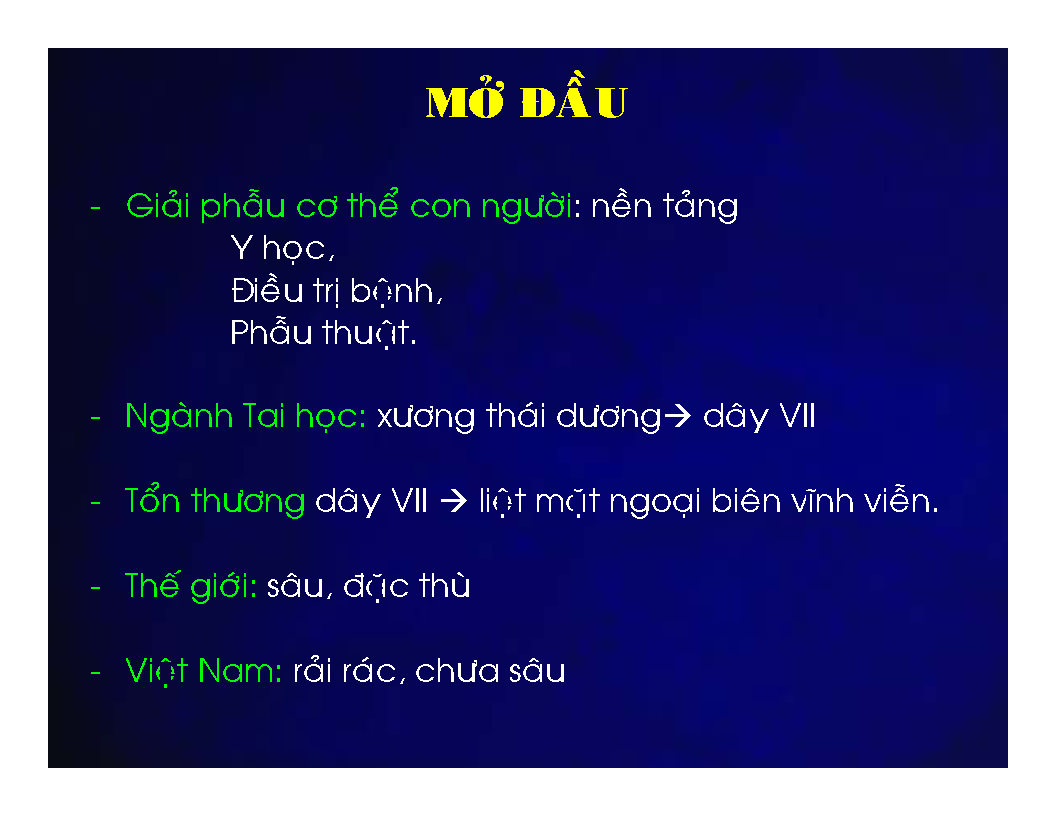 MỞ ĐẦU
- Giải phẫu cơ thể con người: nền tảng
Y học,
Điều trị bệnh,
Phẫu thuật.
- Ngành Tai học: xương thái dương→ dây VII
- Tổn thương dây VII → liệt mặt ngoại biên vĩnh viễn.
- Thế giới: sâu, đặc thù
- Việt Nam: rải rác, chưa sâu